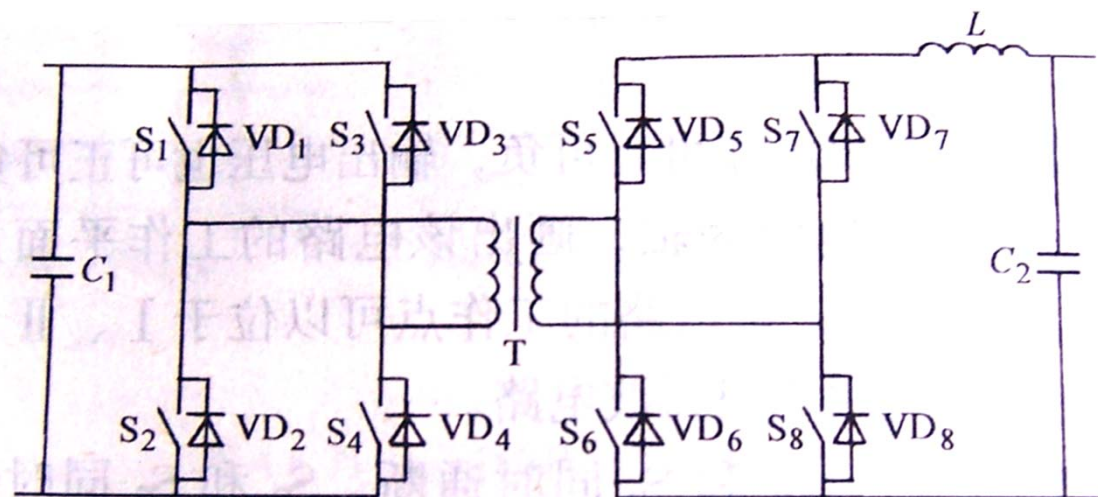 L
S₁ VD₁ S₃ VD₃ S₅ VD₅ S₇ VD₇
C₁ C₂
T
S₂ VD₂ S₄ VD₄ S₆ VD₆ S₈ VD₈